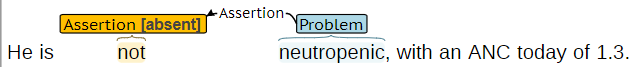 Assertion [absent] Assertion Problem
He is not neutropenic, with an ANC today of 1.3.